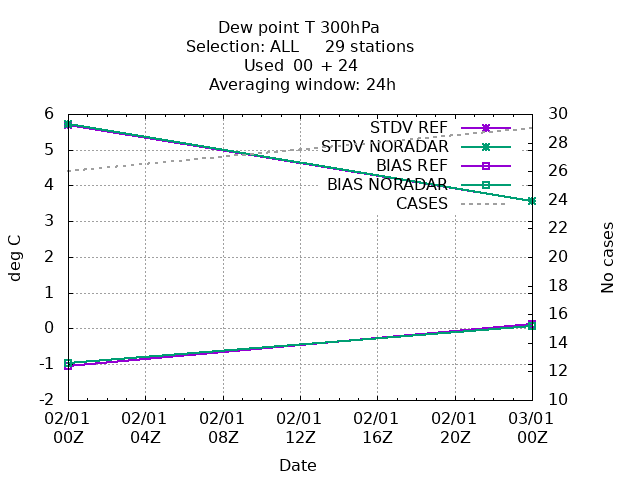 Dew point T 300hPa
Selection: ALL 29 stations
Used 00 + 24
Averaging window: 24h
6
5
4
3
2
1
0
-1
-2
deg C
30
28
26
24
22
20
18
16
14
12
10
No cases
STDV REF
STDV NORADAR
BIAS REF
BIAS NORADAR
CASES
02/01 02/01 02/01 02/01 02/01 02/01 03/01
00Z 04Z 08Z 12Z 16Z 20Z 00Z
Date